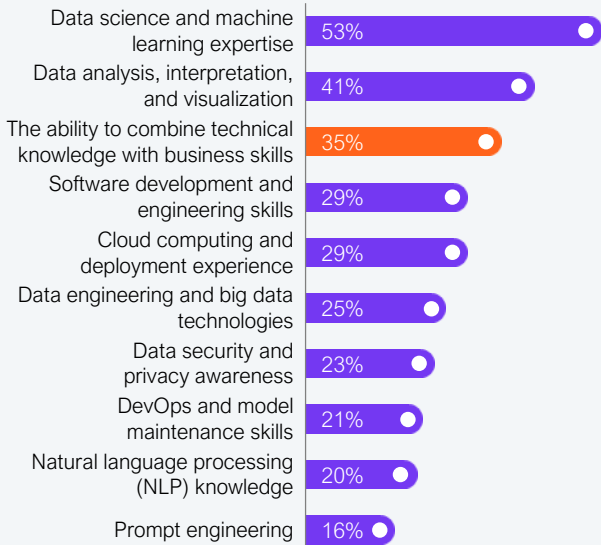 Data science and machine
learning expertise
53%
Data analysis, interpretation,
and visualization
41%
The ability to combine technical
knowledge with business skills
35%
Software development and
engineering skills
29%
Cloud computing and
deployment experience
29%
Data engineering and big data
technologies
25%
Data security and
privacy awareness
23%
DevOps and model
maintenance skills
21%
Natural language processing
(NLP) knowledge
20%
Prompt engineering
16%